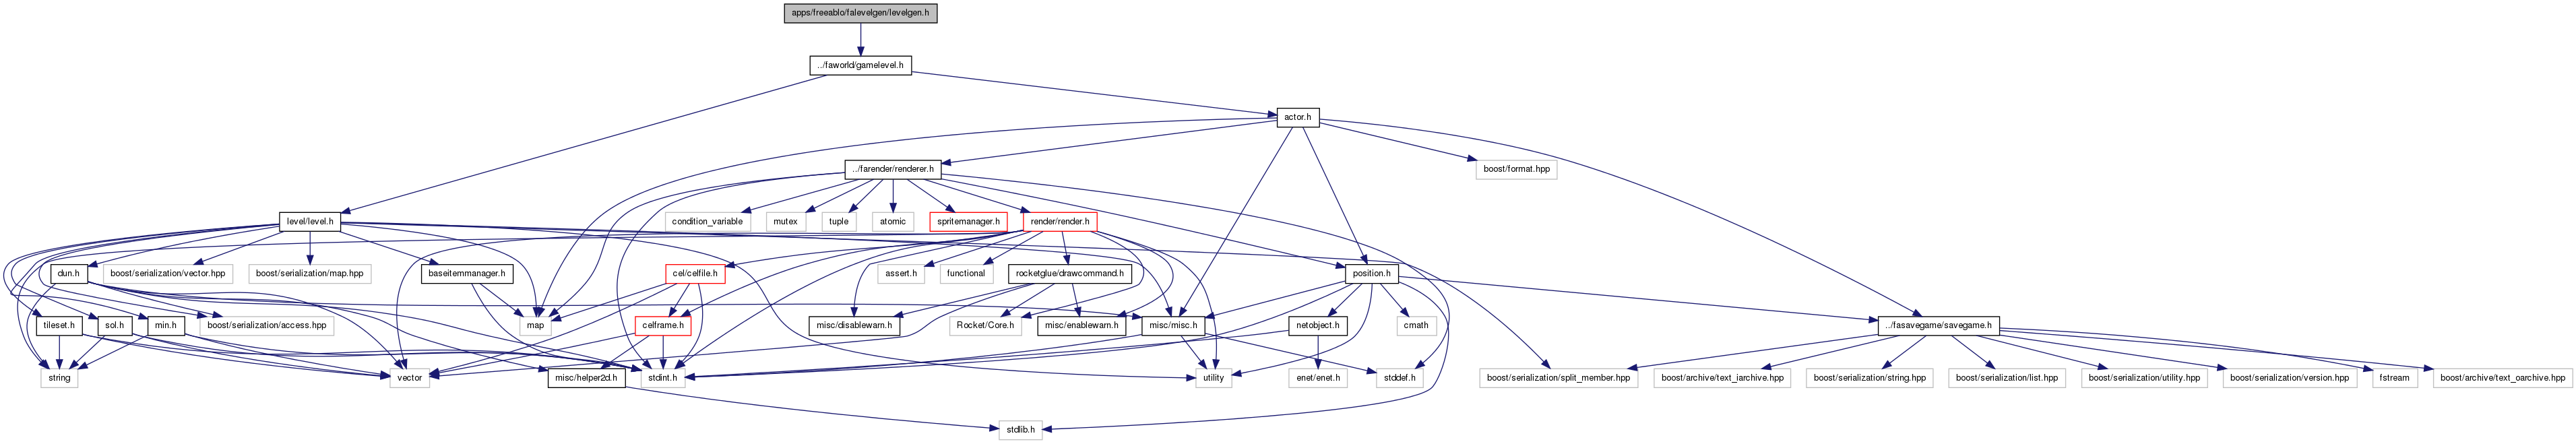 apps/freeablo/falevelgen/levelgen.h
../faworld/gamelevel.h
actor.h
../farender/renderer.h
boost/format.hpp
level/level.h
condition_variable
mutex
tuple
atomic
spritemanager.h
render/render.h
dun.h
boost/serialization/vector.hpp
boost/serialization/map.hpp
baseitemmanager.h
cel/celfile.h
assert.h
functional
rocketglue/drawcommand.h
position.h
tileset.h
sol.h
min.h
boost/serialization/access.hpp
map
celframe.h
misc/disablewarn.h
Rocket/Core.h
misc/enablewarn.h
misc/misc.h
netobject.h
cmath
../fasavegame/savegame.h
string
vector
misc/helper2d.h
stdint.h
utility
enet/enet.h
stddef.h
boost/serialization/split_member.hpp
boost/archive/text_iarchive.hpp
boost/serialization/string.hpp
boost/serialization/list.hpp
boost/serialization/utility.hpp
boost/serialization/version.hpp
fstream
boost/archive/text_oarchive.hpp
stdlib.h